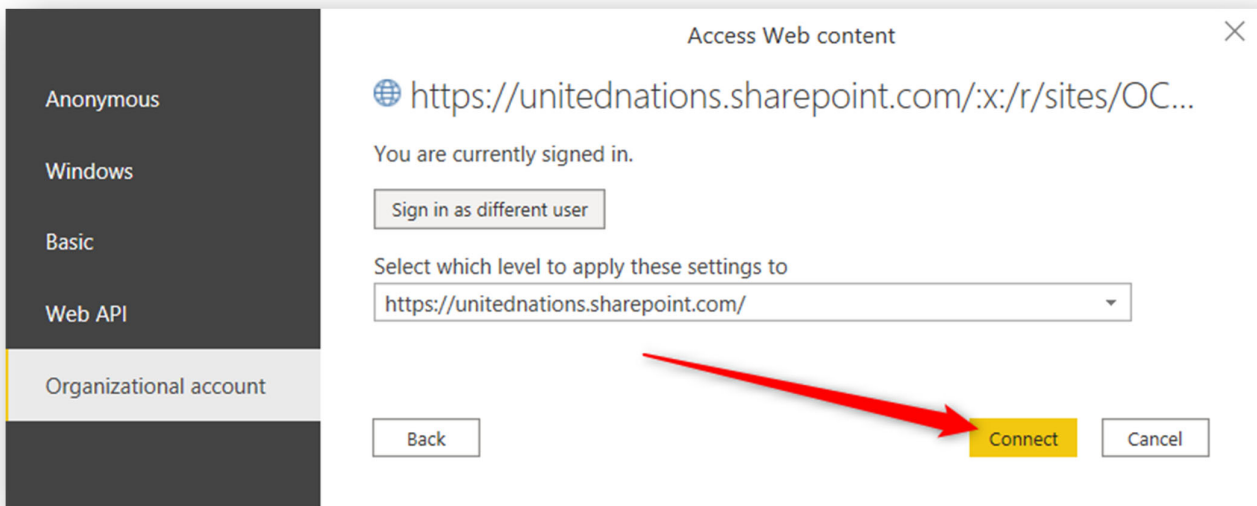 Access Web content
Anonymous
Windows
Basic
Web API
Organizational account
https://unitednations.sharepoint.com/:x:/r/sites/OC...
You are currently signed in.
Sign in as different user
Select which level to apply these settings to
https://unitednations.sharepoint.com/
Back
Connect
Cancel